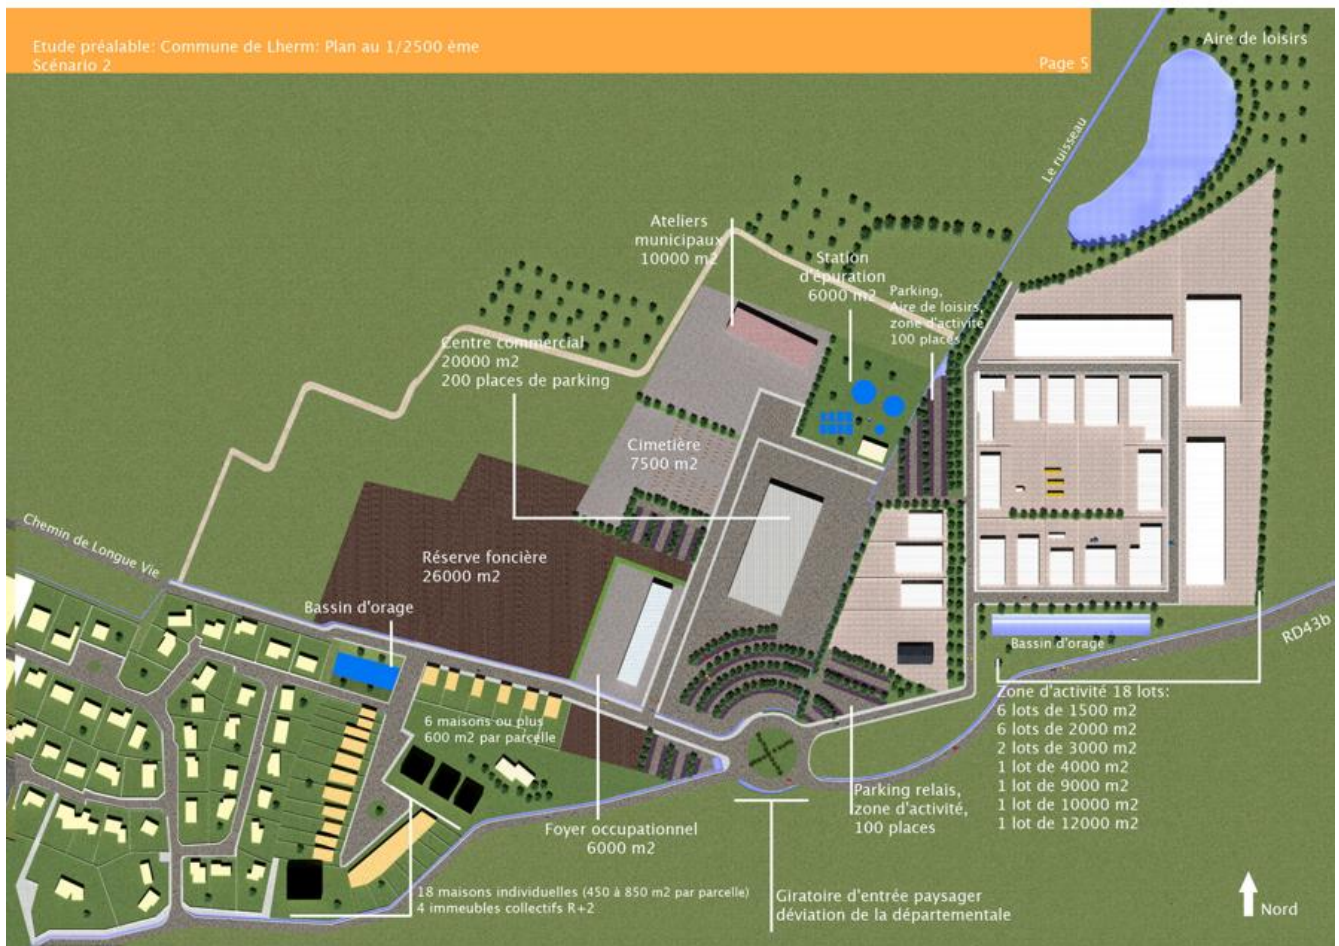 Etude préalable: Commune de Lherm: Plan au 1/2500 ème
Scénario 2
Page 5
Aire de loisirs
Le ruisseau
Ateliers
municipaux
10000 m2
Station
d'épuration
6000 m2
Parking,
Aire de loisirs,
zone d'activité
100 places
Centre commercial
20000 m2
200 places de parking
Cimetière
7500 m2
Chemin de Longue Vie
Réserve foncière
26000 m2
Bassin d'orage
RD43b
Bassin d'orage
6 maisons ou plus
600 m2 par parcelle
Zone d'activité 18 lots:
6 lots de 1500 m2
6 lots de 2000 m2
2 lots de 3000 m2
1 lot de 4000 m2
1 lot de 9000 m2
1 lot de 10000 m2
1 lot de 12000 m2
Parking relais,
zone d'activité,
100 places
Foyer occupationnel
6000 m2
18 maisons individuelles (450 à 850 m2 par parcelle)
4 immeubles collectifs R+2
Giratoire d'entrée paysager
déviation de la départementale
Nord